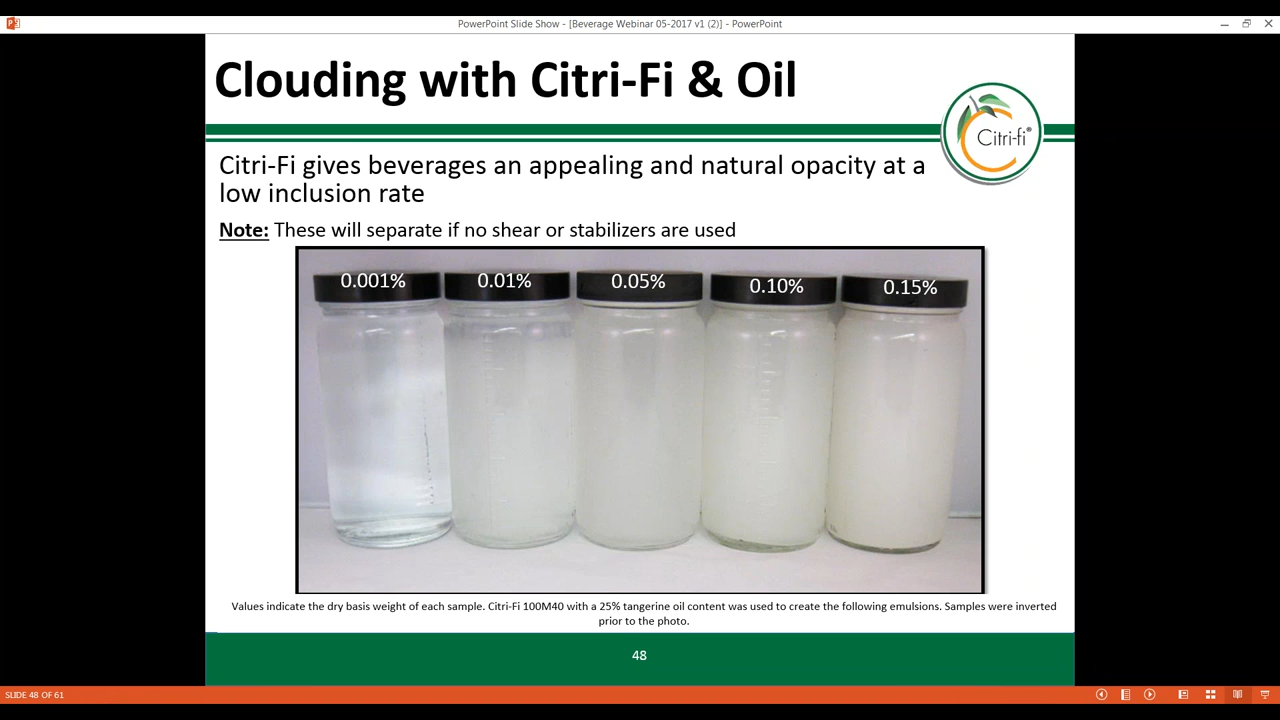 PowerPoint Slide Show - [Beverage Webinar 05-2017 v1 (2)] - PowerPoint
Clouding with Citri-Fi & Oil
Citri-fi®
Citri-Fi gives beverages an appealing and natural opacity at a
low inclusion rate
Note: These will separate if no shear or stabilizers are used
0.001%
0.01%
0.05%
0.10%
0.15%
Values indicate the dry basis weight of each sample. Citri-Fi 100M40 with a 25% tangerine oil content was used to create the following emulsions. Samples were inverted
prior to the photo.
48
SLIDE 48 OF 61